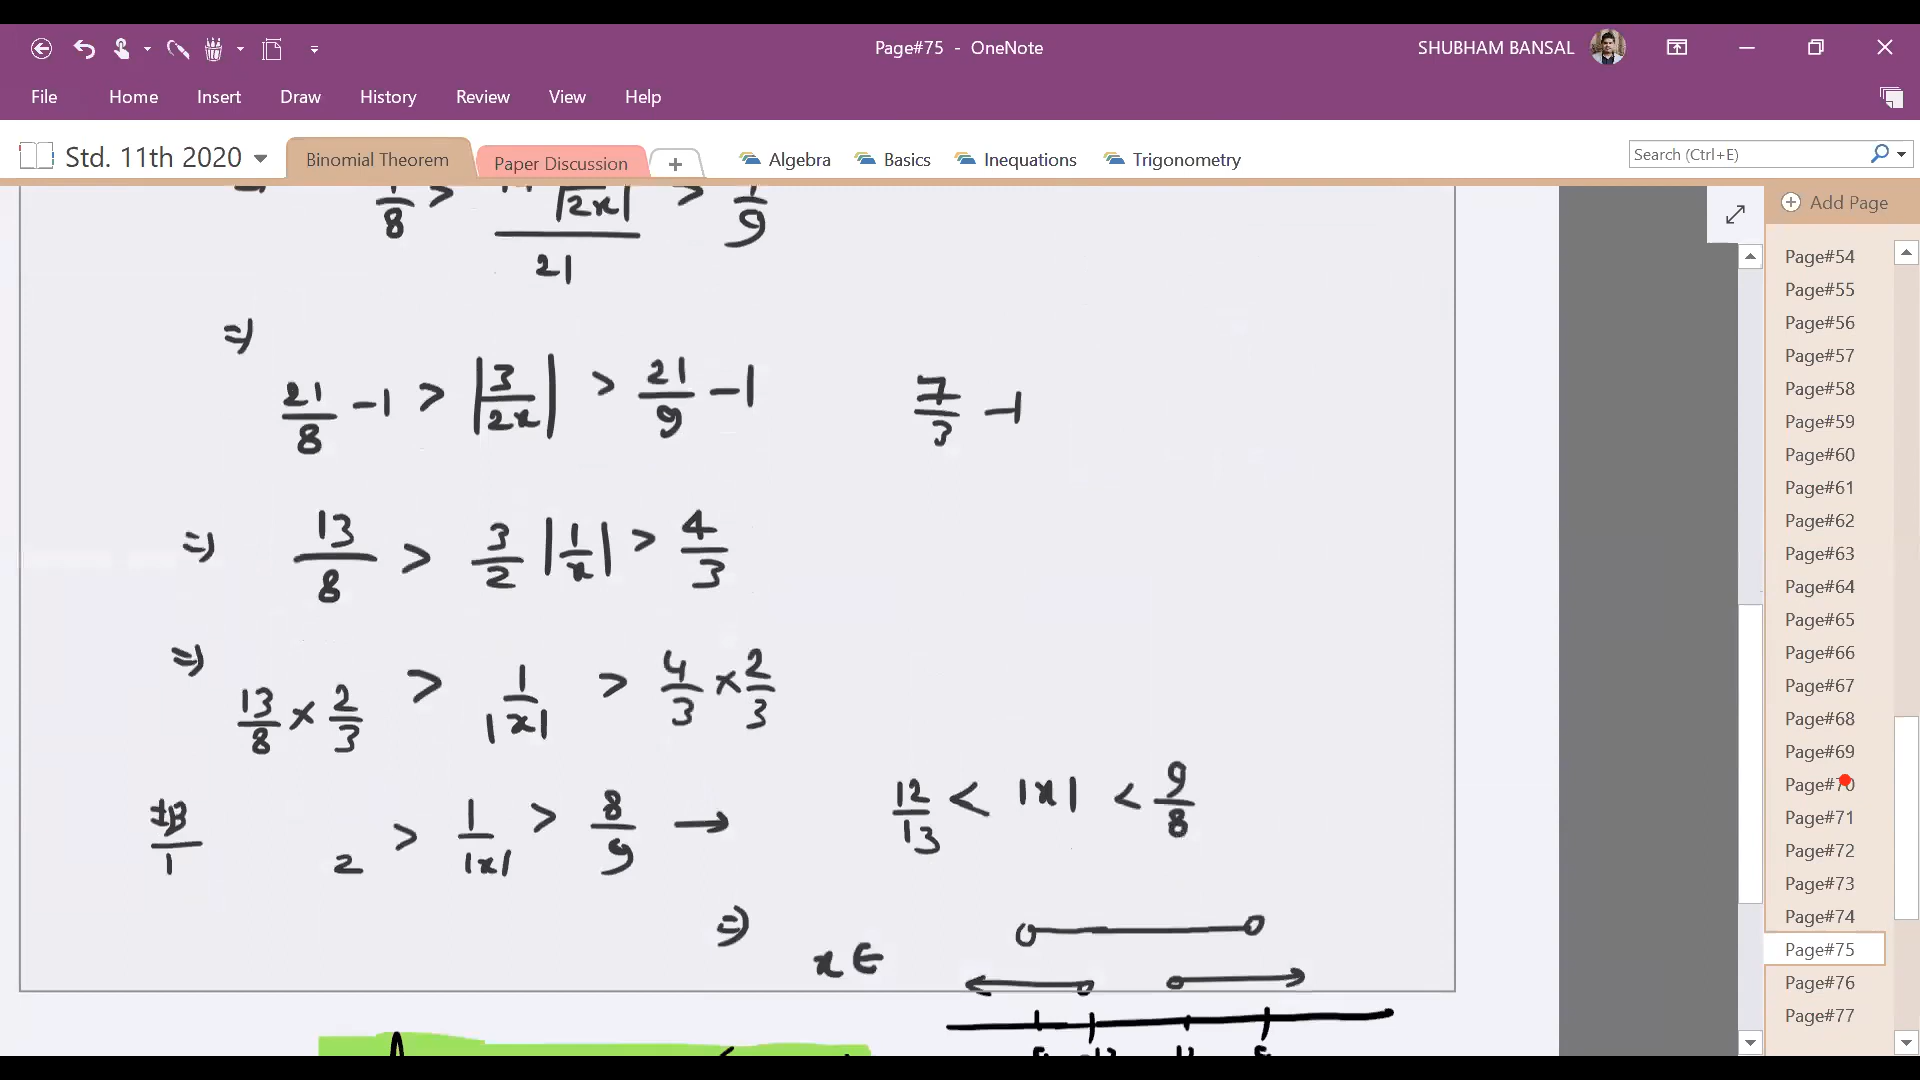 Page#75 - OneNote
SHUBHAM BANSAL
File Home Insert Draw History Review View Help
Std. 11th 2020 Binomial Theorem Paper Discussion + Algebra Basics Inequations Trigonometry Search (Ctrl+E)
Add Page
Page#54
Page#55
Page#56
Page#57
Page#58
Page#59
Page#60
Page#61
Page#62
Page#63
Page#64
Page#65
Page#66
Page#67
Page#68
Page#69
Page#70
Page#71
Page#72
Page#73
Page#74
Page#75
Page#76
Page#77
1/8 > |2x| / 21 > 1/9
=) 21/8 -1 > |3/2x| > 21/9 -1 7/3 -1
=) 13/8 > 3/2 |1/x| > 4/3
=) 13/8 × 2/3 > 1/|x| > 4/3 × 2/3
2 > 1/|x| > 8/9 → 12/13 < |x| < 9/8
=) x ∈